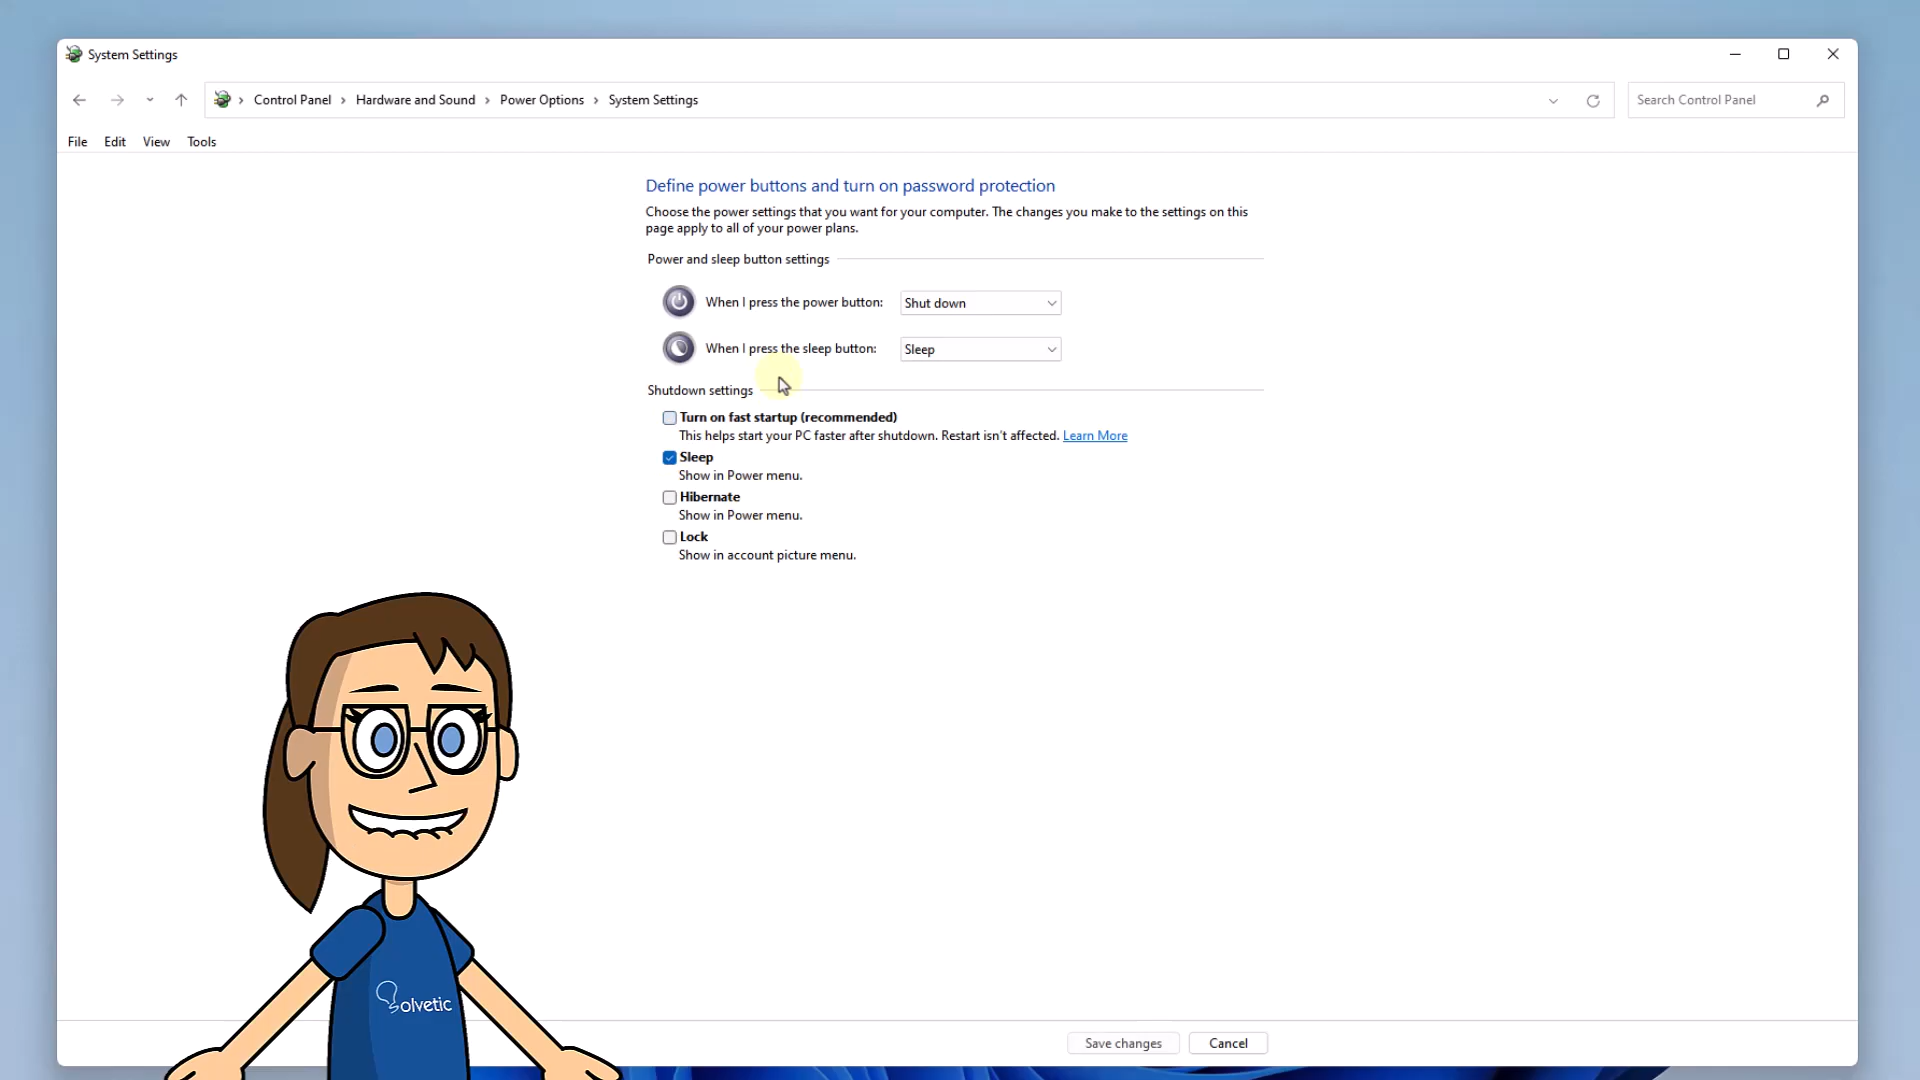 System Settings
Control Panel > Hardware and Sound > Power Options > System Settings
Search Control Panel
File Edit View Tools
Define power buttons and turn on password protection
Choose the power settings that you want for your computer. The changes you make to the settings on this
page apply to all of your power plans.
Power and sleep button settings
When I press the power button: Shut down
When I press the sleep button: Sleep
Shutdown settings
Turn on fast startup (recommended)
This helps start your PC faster after shutdown. Restart isn't affected. Learn More
Sleep
Show in Power menu.
Hibernate
Show in Power menu.
Lock
Show in account picture menu.
Solvetic
Save changes Cancel